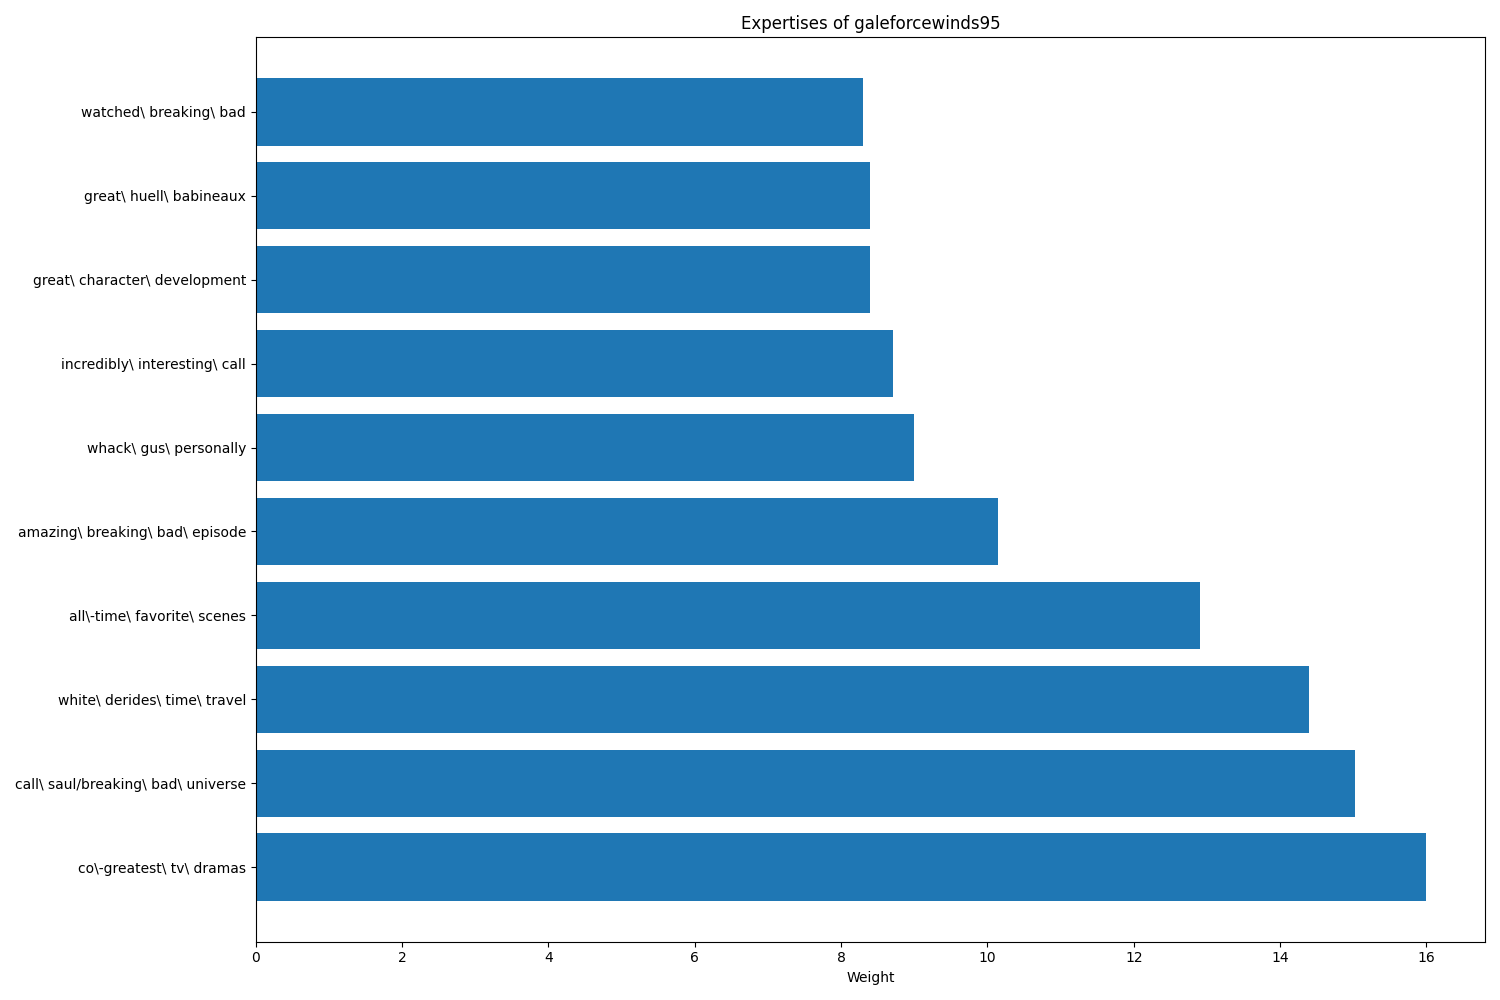 Expertises of galeforcewinds95
watched\ breaking\ bad
great\ huell\ babineaux
great\ character\ development
incredibly\ interesting\ call
whack\ gus\ personally
amazing\ breaking\ bad\ episode
all\-time\ favorite\ scenes
white\ derides\ time\ travel
call\ saul/breaking\ bad\ universe
co\-greatest\ tv\ dramas
0 2 4 6 8 10 12 14 16
Weight